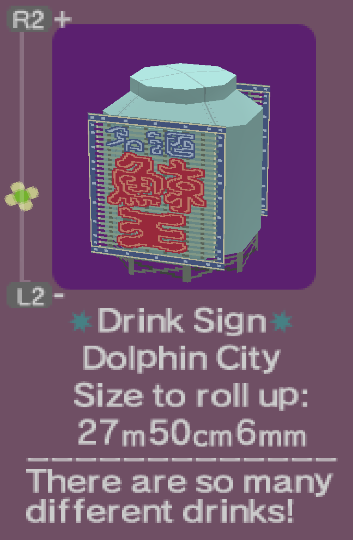 R2 +
L2 -
Drink Sign
Dolphin City
Size to roll up:
27m50cm6mm
There are so many
different drinks!